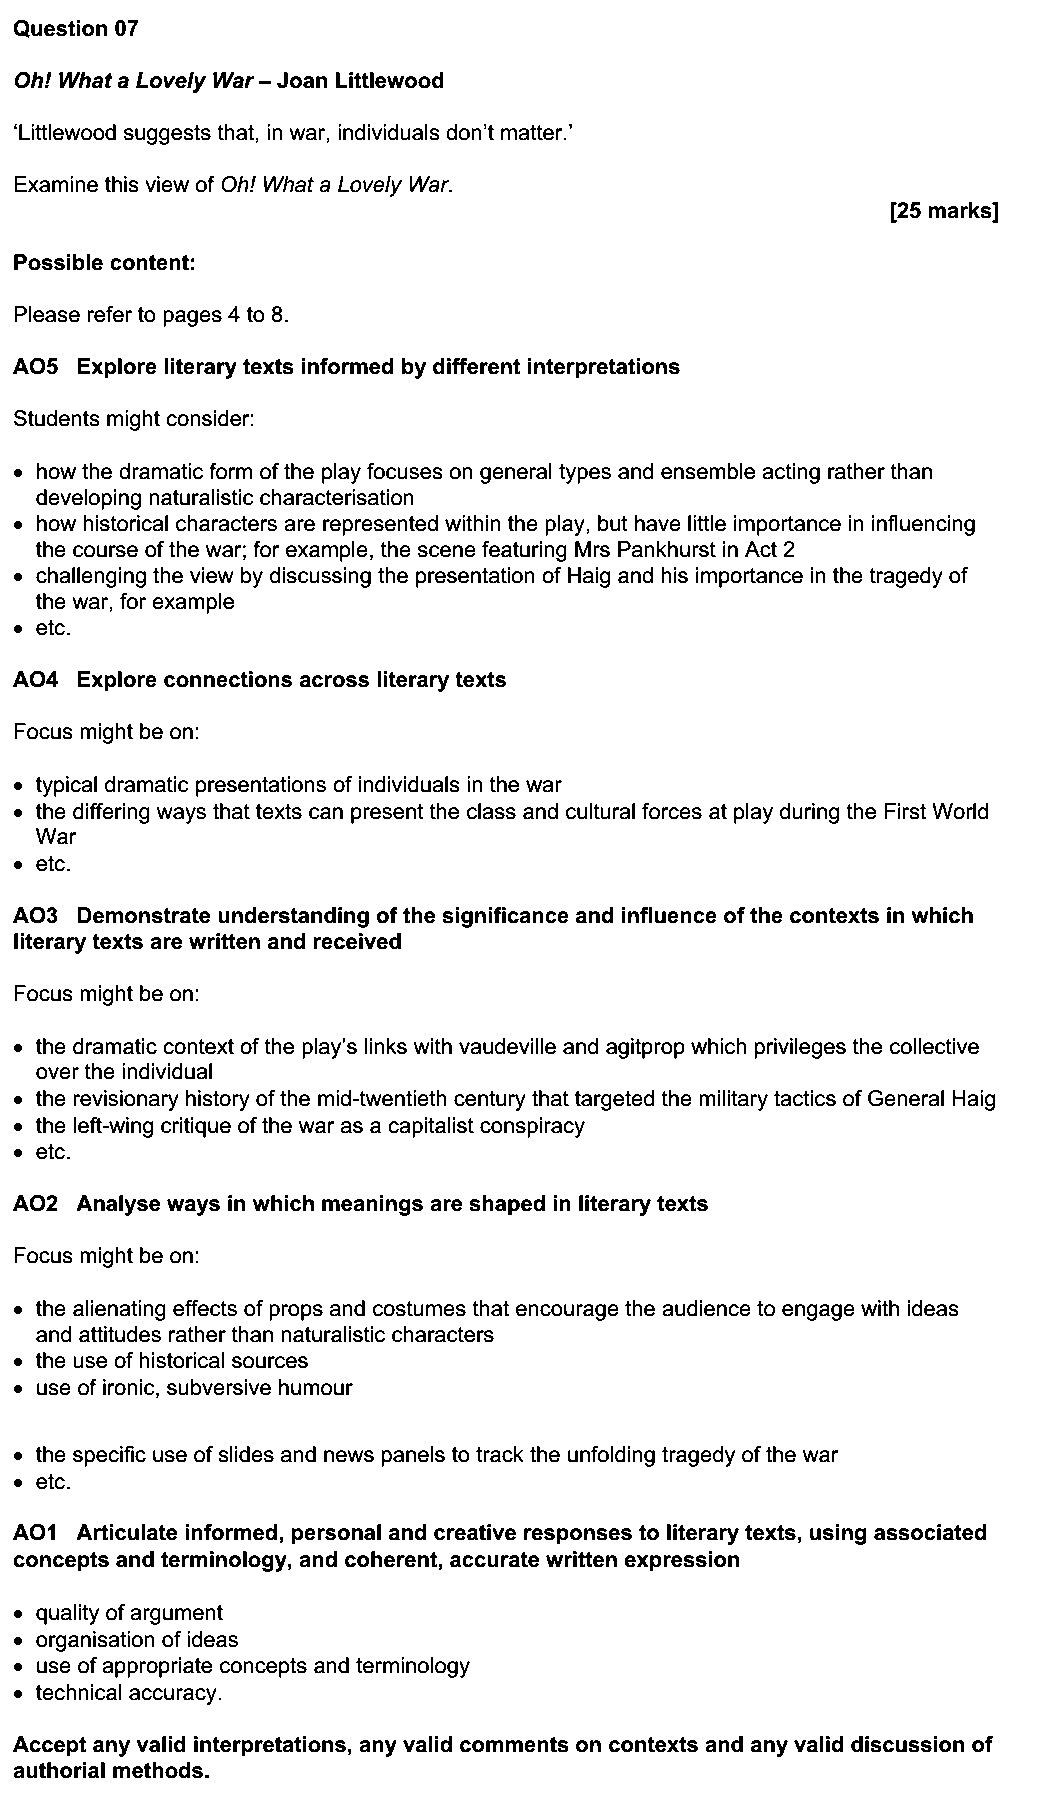 Question 07
Oh! What a Lovely War – Joan Littlewood
‘Littlewood suggests that, in war, individuals don’t matter.’
Examine this view of Oh! What a Lovely War.
[25 marks]
Possible content:
Please refer to pages 4 to 8.
AO5 Explore literary texts informed by different interpretations
Students might consider:
• how the dramatic form of the play focuses on general types and ensemble acting rather than
developing naturalistic characterisation
• how historical characters are represented within the play, but have little importance in influencing
the course of the war; for example, the scene featuring Mrs Pankhurst in Act 2
• challenging the view by discussing the presentation of Haig and his importance in the tragedy of
the war, for example
• etc.
AO4 Explore connections across literary texts
Focus might be on:
• typical dramatic presentations of individuals in the war
• the differing ways that texts can present the class and cultural forces at play during the First World
War
• etc.
AO3 Demonstrate understanding of the significance and influence of the contexts in which
literary texts are written and received
Focus might be on:
• the dramatic context of the play's links with vaudeville and agitprop which privileges the collective
over the individual
• the revisionary history of the mid-twentieth century that targeted the military tactics of General Haig
• the left-wing critique of the war as a capitalist conspiracy
• etc.
AO2 Analyse ways in which meanings are shaped in literary texts
Focus might be on:
• the alienating effects of props and costumes that encourage the audience to engage with ideas
and attitudes rather than naturalistic characters
• the use of historical sources
• use of ironic, subversive humour
• the specific use of slides and news panels to track the unfolding tragedy of the war
• etc.
AO1 Articulate informed, personal and creative responses to literary texts, using associated
concepts and terminology, and coherent, accurate written expression
• quality of argument
• organisation of ideas
• use of appropriate concepts and terminology
• technical accuracy.
Accept any valid interpretations, any valid comments on contexts and any valid discussion of
authorial methods.